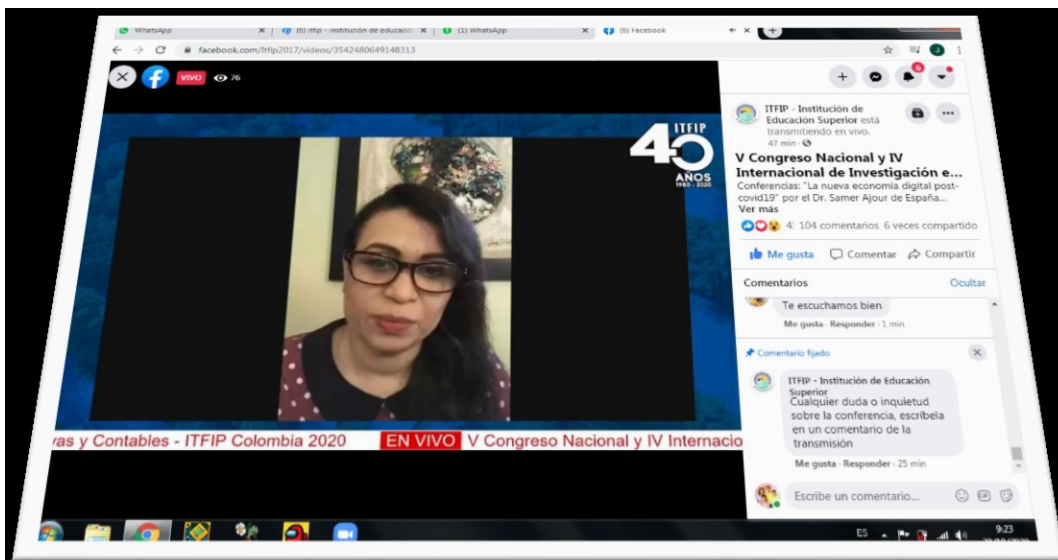 WhatsApp
(6) itfip - institución de educació
(1) WhatsApp
(6) Facebook
facebook.com/Itfip2017/videos/3542480649148313
VIVO 76
ITFIP
40
AÑOS
1980 - 2020
vas y Contables - ITFIP Colombia 2020 EN VIVO V Congreso Nacional y IV Internacio
6
ITFIP - Institución de
Educación Superior está
transmitiendo en vivo.
47 min
V Congreso Nacional y IV
Internacional de Investigación e...
Conferencias: "La nueva economía digital post-
covid19" por el Dr. Samer Ajour de España...
Ver más
104 comentarios 6 veces compartido
Me gusta Comentar Compartir
Comentarios Ocultar
Te escuchamos bien
Me gusta · Responder · 1 min
Comentario fijado
ITFIP - Institución de Educación
Superior
Cualquier duda o inquietud
sobre la conferencia, escríbela
en un comentario de la
transmisión
Me gusta · Responder · 25 min
Escribe un comentario...
ES 9:23